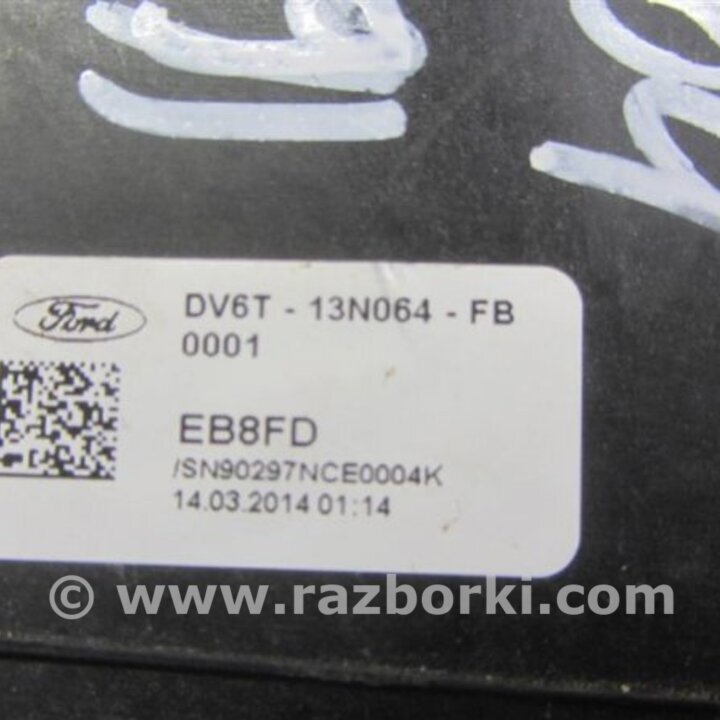 Ford
DV6T - 13N064 - FB
0001
EB8FD
/SN90297NCE0004K
14.03.2014 01:14
© www.razborki.com